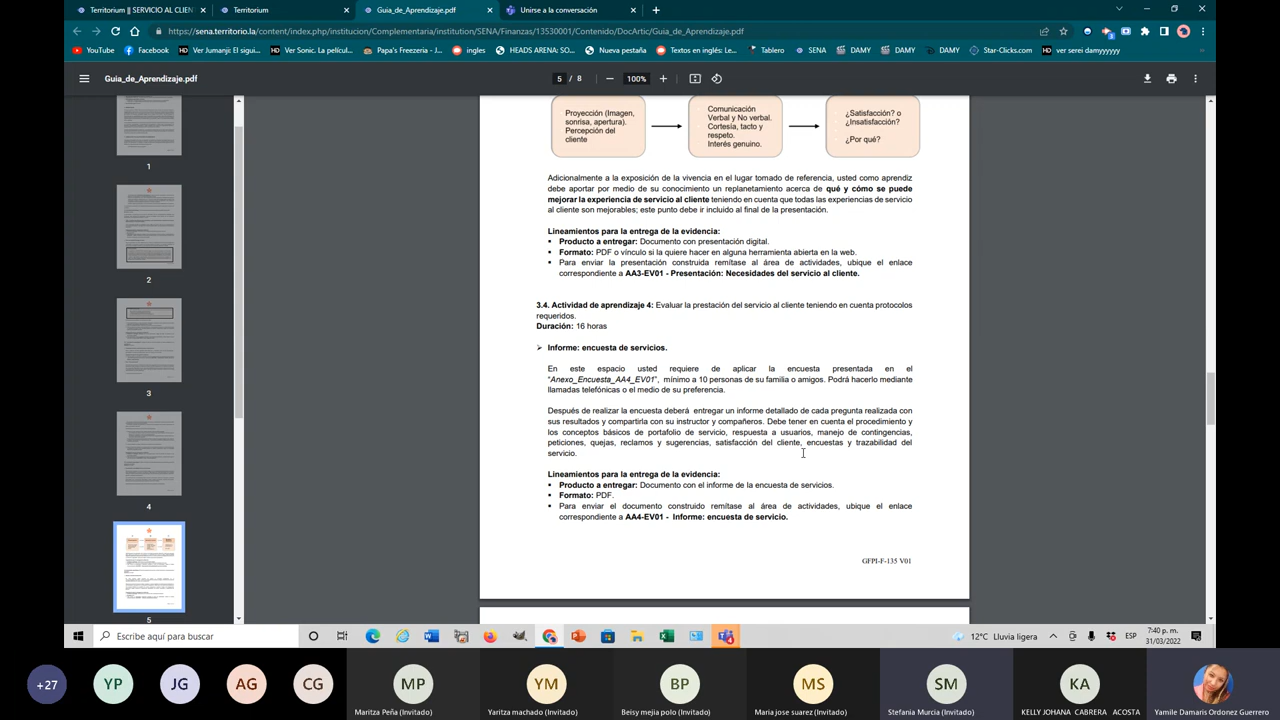 Territorium || SERVICIO AL CLIEN
Territorium
Guia_de_Aprendizaje.pdf
Unirse a la conversación
https://sena.territorio.la/content/index.php/institucion/Complementaria/institution/SENA/Finanzas/13530001/Contenido/DocArtic/Guia_de_Aprendizaje.pdf
YouTube
Facebook
Ver Jumanji: El sigui...
Ver Sonic. La pelícu...
Papa's Freezeria - J...
ingles
HEADS ARENA: SO...
Nueva pestaña
Textos en inglés: Le...
Tablero
SENA
DAMY
DAMY
DAMY
Star-Clicks.com
ver serei damyyyyy
Guia_de_Aprendizaje.pdf
5 / 8
100%
Proyección (Imagen,
sonrisa, apertura).
Percepción del
cliente
Comunicación
Verbal y No verbal.
Cortesía, tacto y
respeto.
Interés genuino.
¿Satisfacción? o
¿Insatisfacción?
¿Por qué?
Adicionalmente a la exposición de la vivencia en el lugar tomado de referencia, usted como aprendiz
debe aportar por medio de su conocimiento un replanetamiento acerca de qué y cómo se puede
mejorar la experiencia de servicio al cliente teniendo en cuenta que todas las experiencias de servicio
al cliente son mejorables; este punto debe ir incluido al final de la presentación.
Lineamientos para la entrega de la evidencia:
▪ Producto a entregar: Documento con presentación digital.
▪ Formato: PDF o vínculo si la quiere hacer en alguna herramienta abierta en la web.
▪ Para enviar la presentación construida remítase al área de actividades, ubique el enlace
correspondiente a AA3-EV01 - Presentación: Necesidades del servicio al cliente.
3.4. Actividad de aprendizaje 4: Evaluar la prestación del servicio al cliente teniendo en cuenta protocolos
requeridos.
Duración: 16 horas
➢ Informe: encuesta de servicios.
En este espacio usted requiere de aplicar la encuesta presentada en el
“Anexo_Encuesta_AA4_EV01”, mínimo a 10 personas de su familia o amigos. Podrá hacerlo mediante
llamadas telefónicas o el medio de su preferencia.
Después de realizar la encuesta deberá entregar un informe detallado de cada pregunta realizada con
sus resultados y compartirla con su instructor y compañeros. Debe tener en cuenta el procedimiento y
los conceptos básicos de portafolio de servicio, respuesta a usuarios, manejo de contingencias,
peticiones, quejas, reclamos y sugerencias, satisfacción del cliente, encuestas y trazabilidad del
servicio.
Lineamientos para la entrega de la evidencia:
▪ Producto a entregar: Documento con el informe de la encuesta de servicios.
▪ Formato: PDF.
▪ Para enviar el documento construido remítase al área de actividades, ubique el enlace
correspondiente a AA4-EV01 - Informe: encuesta de servicio.
GFPI-F-135 V01
1
2
3
4
5
Escribe aquí para buscar
12°C Lluvia ligera
ESP
7:40 p. m.
31/03/2022
+27
YP
JG
AG
CG
MP
Maritza Peña (Invitado)
YM
Yaritza machado (Invitado)
BP
Beisy mejia polo (Invitado)
MS
Maria jose suarez (Invitado)
SM
Stefania Murcia (Invitado)
KA
KELLY JOHANA CABRERA ACOSTA
Yamile Damaris Ordonez Guerrero